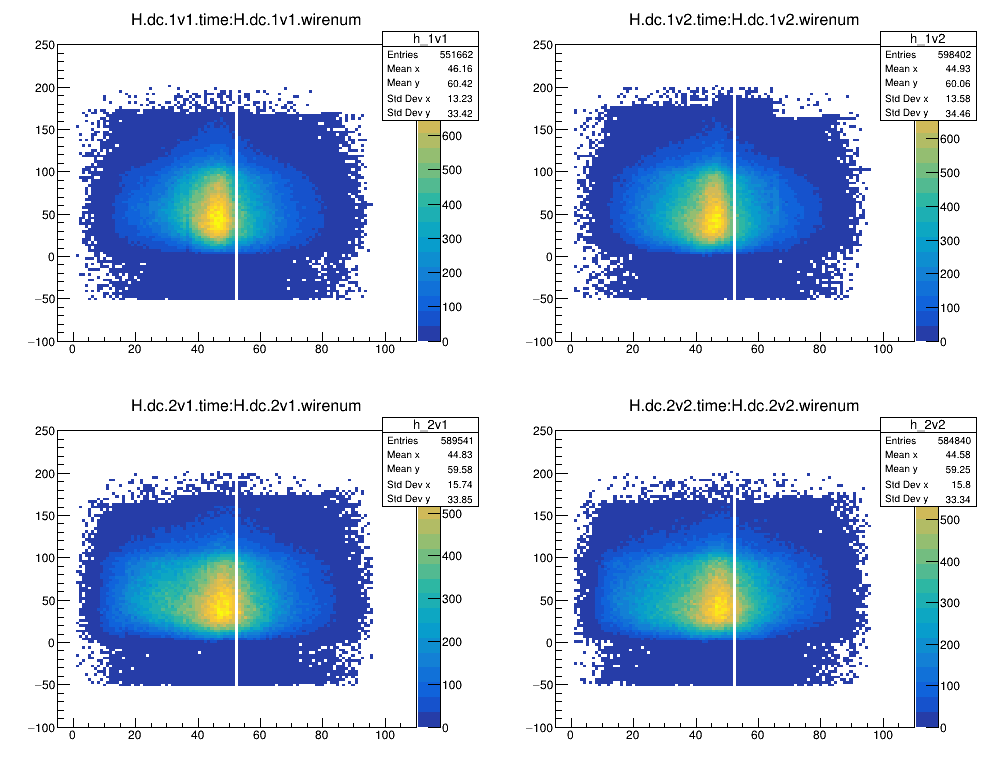 H.dc.1v1.time:H.dc.1v1.wirenum
h_1v1
Entries 551662
Mean x 46.16
Mean y 60.42
Std Dev x 13.23
Std Dev y 33.42
250
200
150
100
50
0
−50
−100
0 20 40 60 80 100
600
500
400
300
200
100
0
H.dc.1v2.time:H.dc.1v2.wirenum
h_1v2
Entries 598402
Mean x 44.93
Mean y 60.06
Std Dev x 13.58
Std Dev y 34.46
250
200
150
100
50
0
−50
−100
0 20 40 60 80 100
600
500
400
300
200
100
0
H.dc.2v1.time:H.dc.2v1.wirenum
h_2v1
Entries 589541
Mean x 44.83
Mean y 59.58
Std Dev x 15.74
Std Dev y 33.85
250
200
150
100
50
0
−50
−100
0 20 40 60 80 100
500
400
300
200
100
0
H.dc.2v2.time:H.dc.2v2.wirenum
h_2v2
Entries 584840
Mean x 44.58
Mean y 59.25
Std Dev x 15.8
Std Dev y 33.34
250
200
150
100
50
0
−50
−100
0 20 40 60 80 100
500
400
300
200
100
0